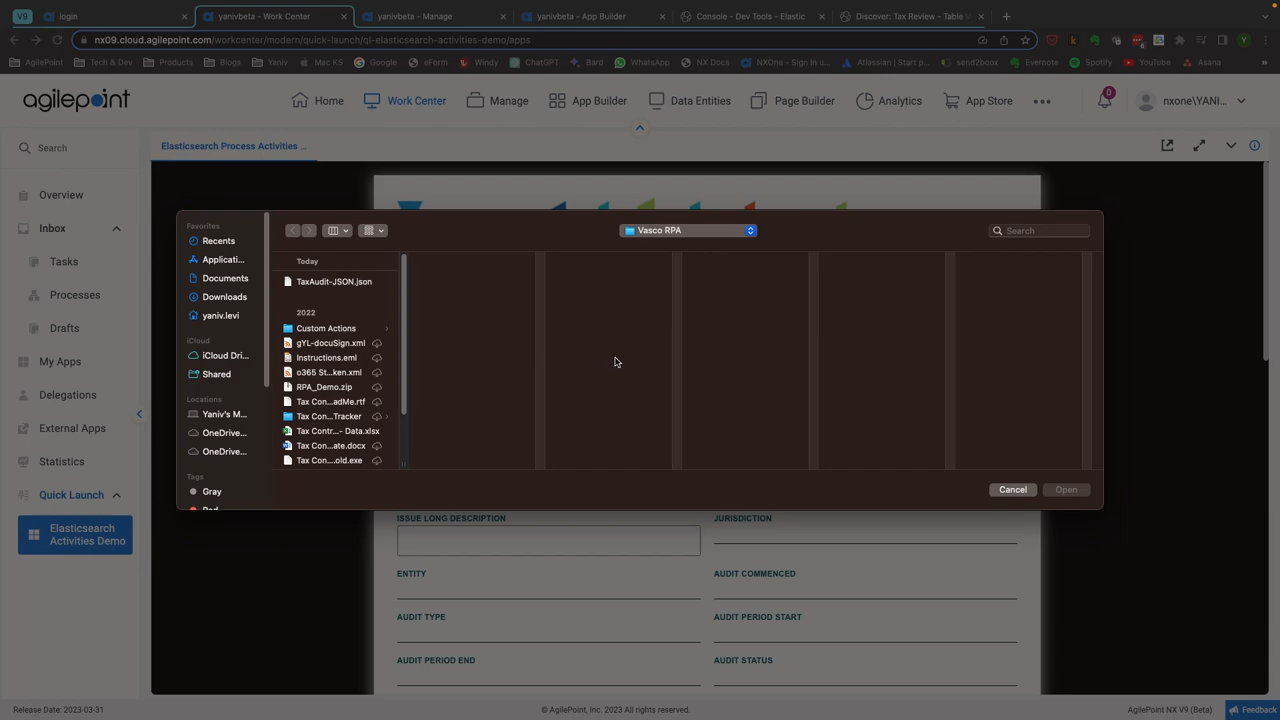 V9 login
yanivbeta - Work Center
yanivbeta - Manage
yanivbeta - App Builder
Console - Dev Tools - Elastic
Discover: Tax Review - Table V
nx09.cloud.agilepoint.com/workcenter/modern/quick-launch/ql-elasticsearch-activities-demo/apps
6
Y
AgilePoint Tech & Dev Products Blogs Yaniv Mac K5 Google eForm Windy ChatGPT Bard WhatsApp NX Docs NXOne - Sign In u... Atlassian | Start p... send2boox Evernote Spotify YouTube Asana »
agilepoint
Home Work Center Manage App Builder Data Entities Page Builder Analytics App Store
0
nxone\YANI...
Search
Elasticsearch Process Activities ...
Overview
Inbox
Tasks
Processes
Drafts
My Apps
Delegations
External Apps
Statistics
Quick Launch
Elasticsearch
Activities Demo
Favorites
Recents
Applicati...
Documents
Downloads
yaniv.levi
iCloud
iCloud Dri...
Shared
Locations
Yaniv's M...
OneDrive...
OneDrive...
Tags
Gray
Red
Vasco RPA
Search
Today
TaxAudit-JSON.json
2022
Custom Actions
gYL-docuSign.xml
Instructions.eml
o365 St...ken.xml
RPA_Demo.zip
Tax Con...adMe.rtf
Tax Con...Tracker
Tax Contr...- Data.xlsx
Tax Con...ate.docx
Tax Con....old.exe
Cancel Open
ISSUE LONG DESCRIPTION JURISDICTION
ENTITY AUDIT COMMENCED
AUDIT TYPE AUDIT PERIOD START
AUDIT PERIOD END AUDIT STATUS
Release Date: 2023-03-31 © AgilePoint, Inc. 2023 All rights reserved. AgilePoint NX V9 (Beta) Feedback